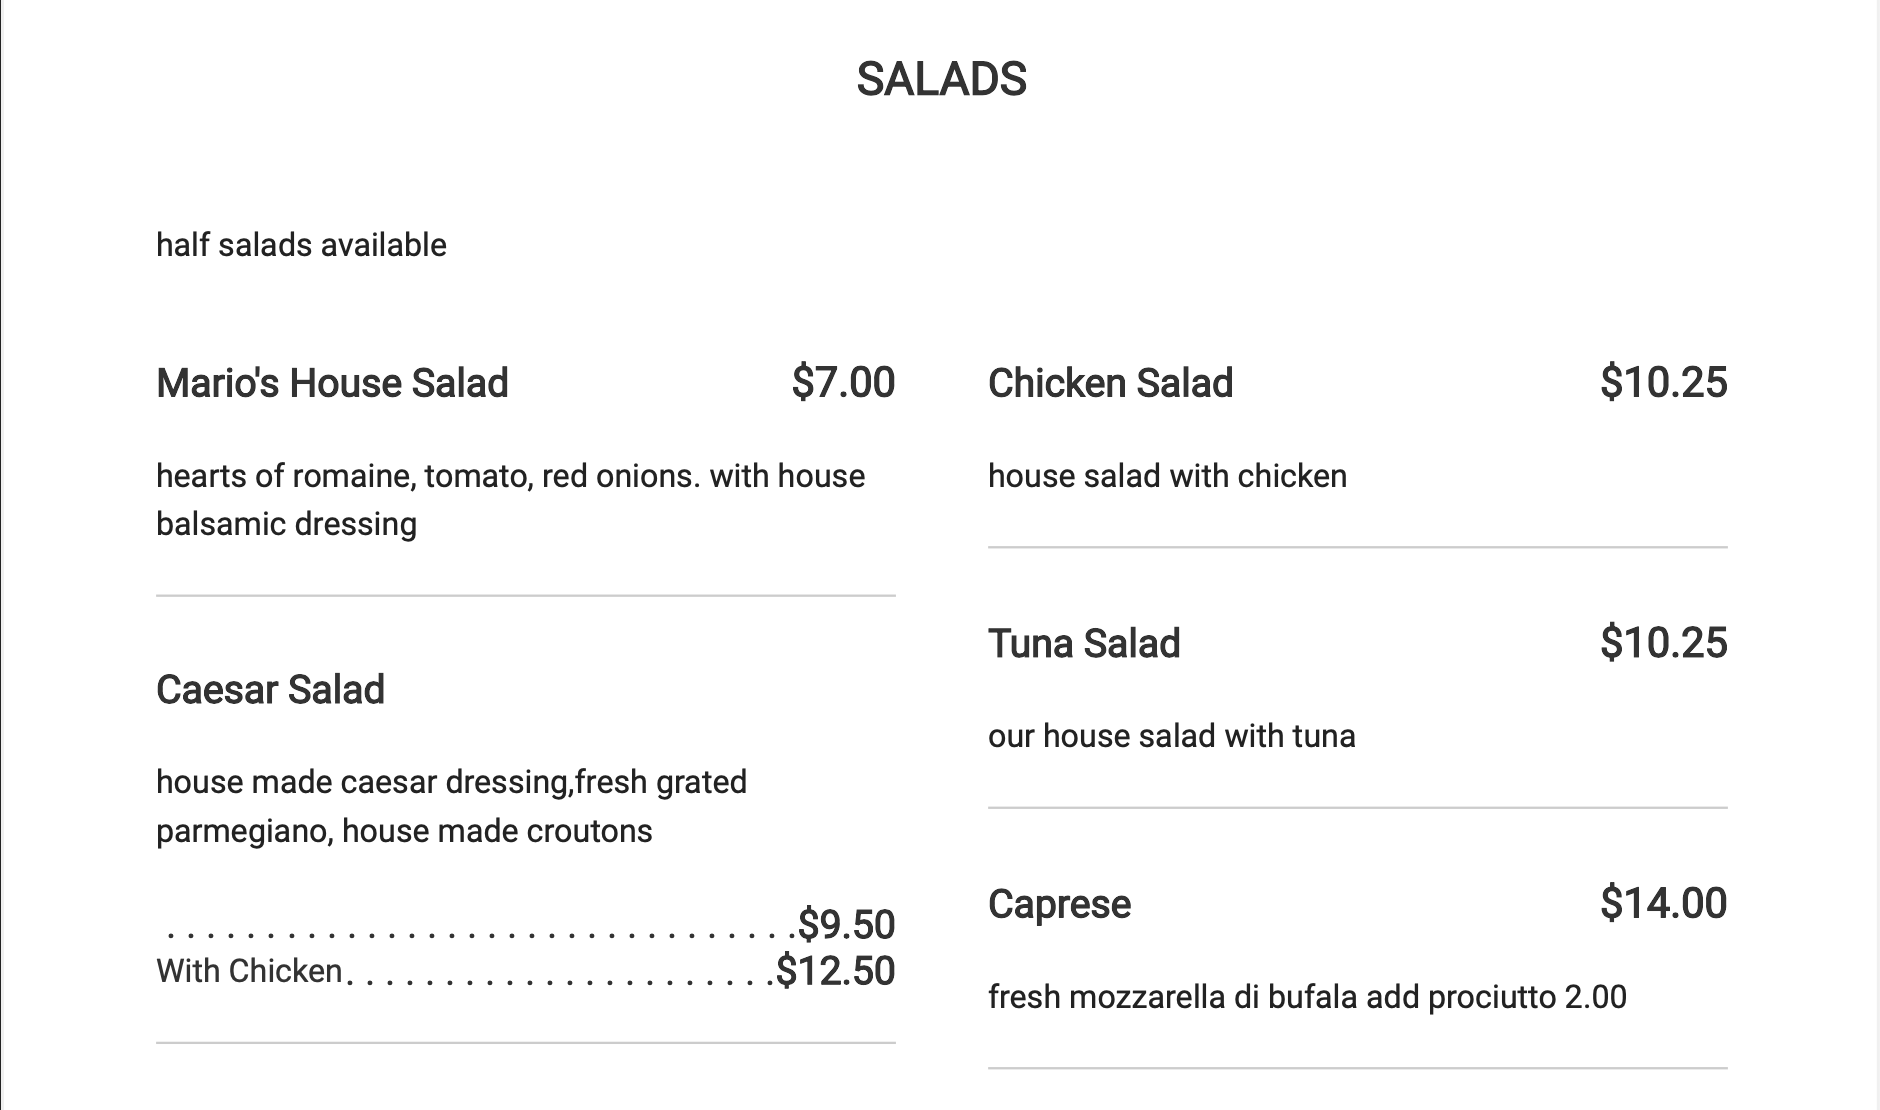 SALADS
half salads available
Mario's House Salad $7.00
hearts of romaine, tomato, red onions. with house
balsamic dressing
Caesar Salad
house made caesar dressing,fresh grated
parmegiano, house made croutons
. . . . . . . . . . . . . . . . . . . . . . . . . . . . . . . .$9.50
With Chicken. . . . . . . . . . . . . . . . . . . . . .$12.50
Chicken Salad $10.25
house salad with chicken
Tuna Salad $10.25
our house salad with tuna
Caprese $14.00
fresh mozzarella di bufala add prociutto 2.00